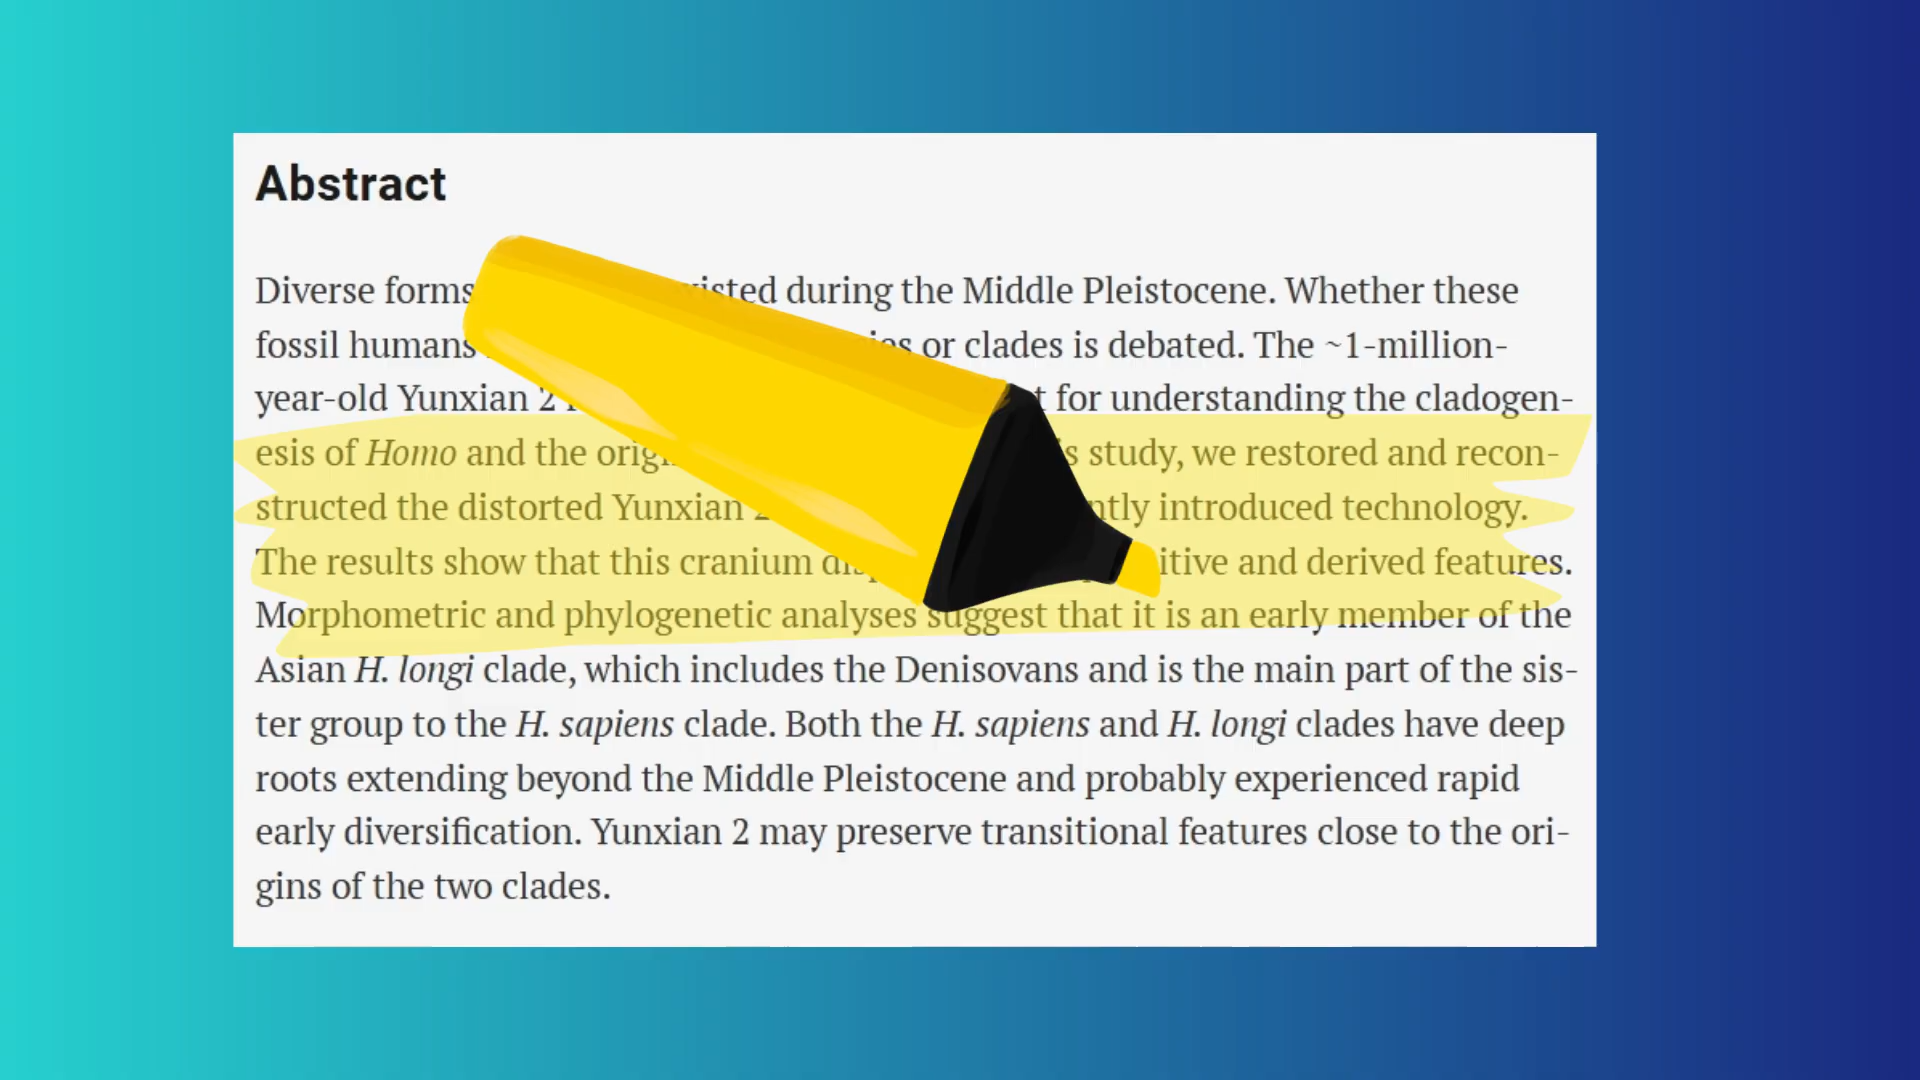 Abstract
Diverse forms during the Middle Pleistocene. Whether these
fossil humans or clades is debated. The ~1-million-
year-old Yunxian 2 for understanding the cladogen-
esis of Homo and the study, we restored and recon-
structed the distorted Yunxian introduced technology.
The results show that this cranium and derived features.
Morphometric and phylogenetic analyses suggest that it is an early member of the
Asian H. longi clade, which includes the Denisovans and is the main part of the sis-
ter group to the H. sapiens clade. Both the H. sapiens and H. longi clades have deep
roots extending beyond the Middle Pleistocene and probably experienced rapid
early diversification. Yunxian 2 may preserve transitional features close to the ori-
gins of the two clades.